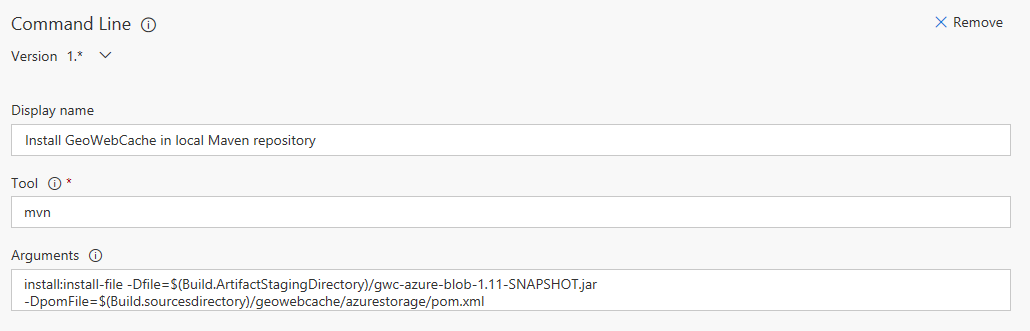 Command Line
Remove
Version 1.*
Display name
Install GeoWebCache in local Maven repository
Tool *
mvn
Arguments
install:install-file -Dfile=$(Build.ArtifactStagingDirectory)/gwc-azure-blob-1.11-SNAPSHOT.jar
-DpomFile=$(Build.sourcesdirectory)/geowebcache/azurestorage/pom.xml